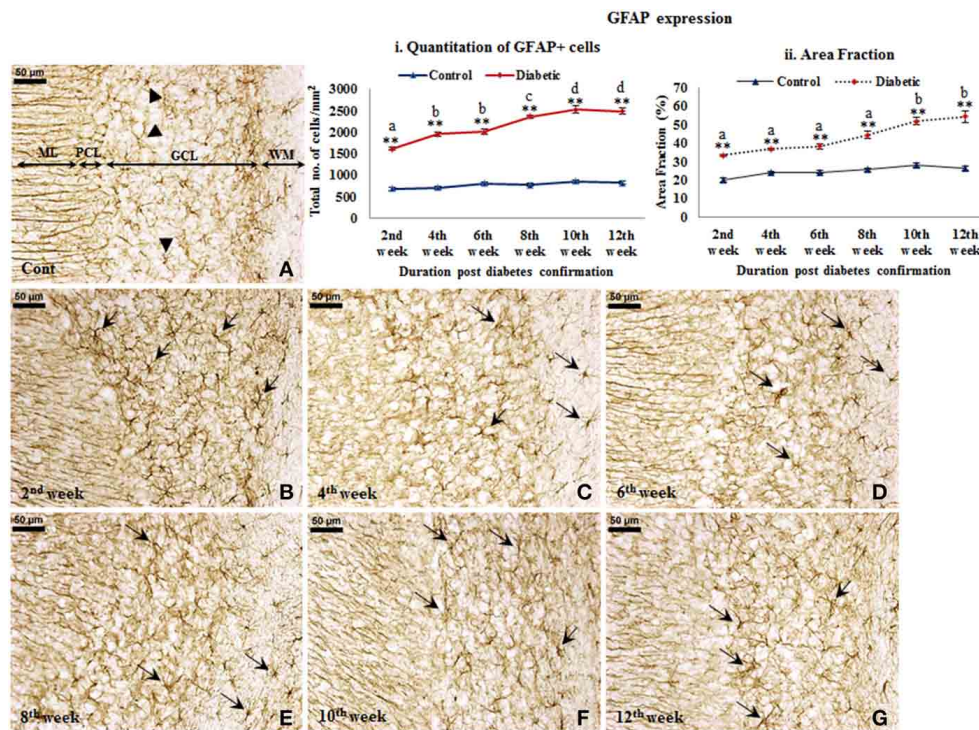 GFAP expression
50 µm
ML
PCL
GCL
WM
Cont
A
i. Quantitation of GFAP+ cells
Control
Diabetic
Total no. of cells/mm²
3000
2500
2000
1500
1000
500
0
a
b
b
c
d
d
**
**
**
**
**
**
2nd week
4th week
6th week
8th week
10th week
12th week
Duration post diabetes confirmation
ii. Area Fraction
Control
Diabetic
Area Fraction (%)
70
60
50
40
30
20
10
0
a
a
a
a
b
b
**
**
**
**
**
**
2nd week
4th week
6th week
8th week
10th week
12th week
Duration post diabetes confirmation
50 µm
2nd week
B
50 µm
4th week
C
50 µm
6th week
D
50 µm
8th week
E
50 µm
10th week
F
50 µm
12th week
G